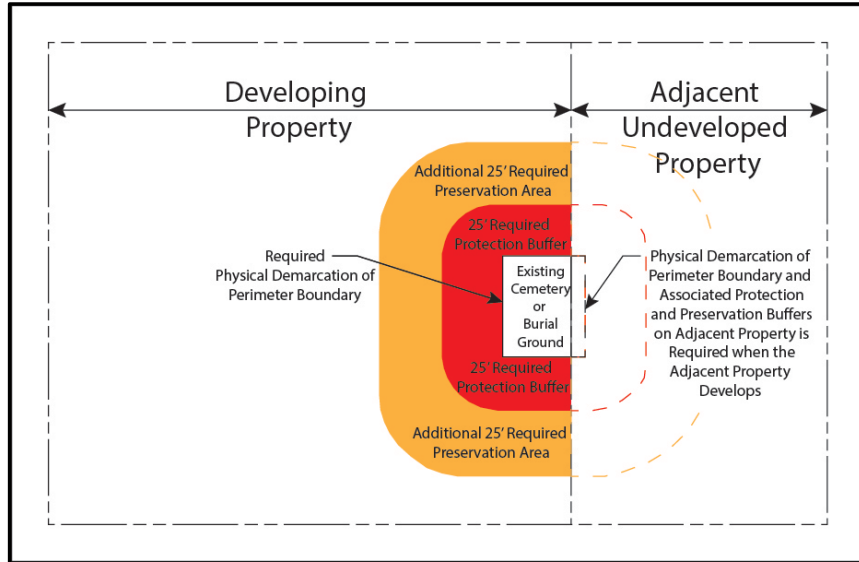 Developing
Property
Adjacent
Undeveloped
Property
Additional 25' Required
Preservation Area
25' Required
Protection Buffer
Required
Physical Demarcation of
Perimeter Boundary
Existing
Cemetery
or
Burial
Ground
Physical Demarcation of
Perimeter Boundary and
Associated Protection
and Preservation Buffers
on Adjacent Property is
Required when the
Adjacent Property
Develops
25' Required
Protection Buffer
Additional 25' Required
Preservation Area